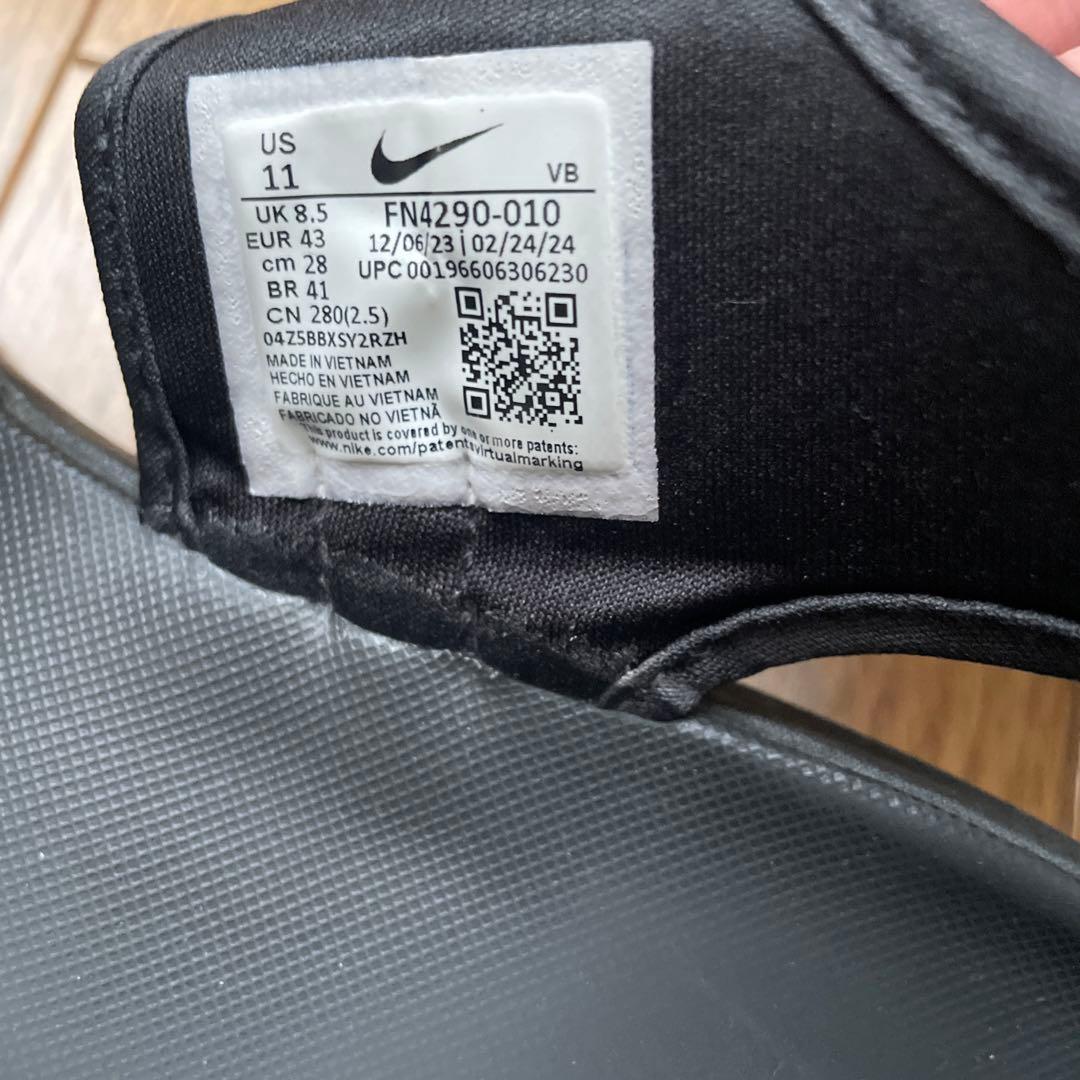 US
11
VB
UK 8.5
EUR 43
cm 28
BR 41
CN 280(2.5)
FN4290-010
12/06/23 | 02/24/24
UPC 00196606306230
04Z5BBXSY2RZH
MADE IN VIETNAM
HECHO EN VIETNAM
FABRIQUE AU VIETNAM
FABRICADO NO VIETNÃ
This product is covered by one or more patents:
www.nike.com/patentsvirtualmarking